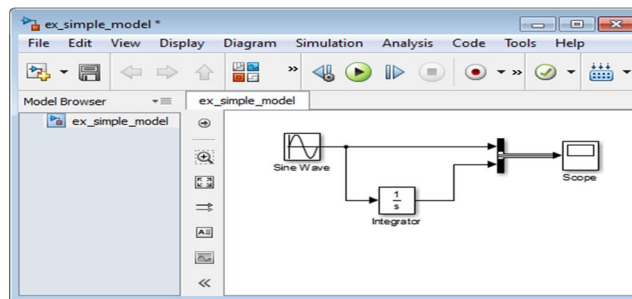 ex_simple_model *
File Edit View Display Diagram Simulation Analysis Code Tools Help
Model Browser
ex_simple_model
ex_simple_model
Sine Wave
1
s
Integrator
Scope